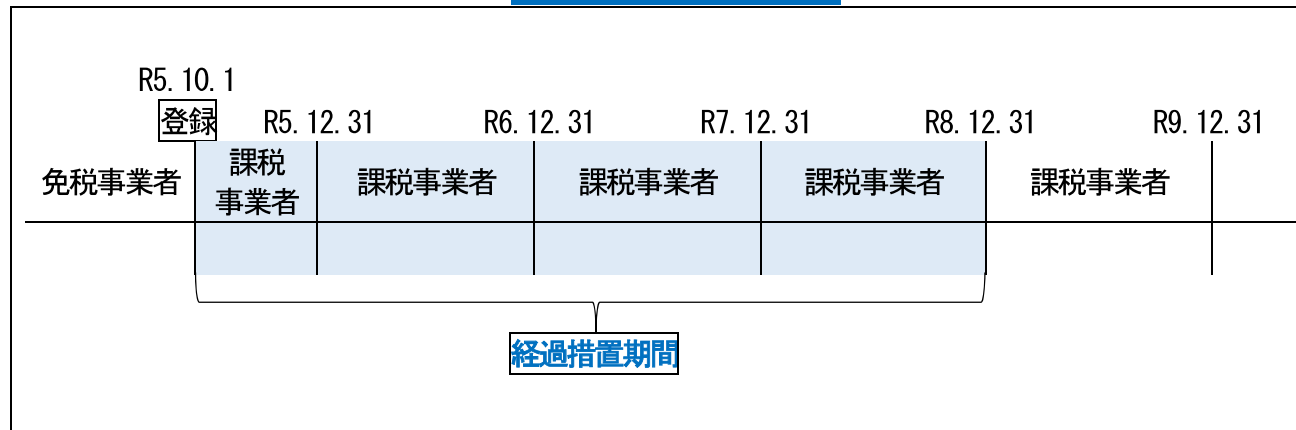 R5.10.1
登録
R5.12.31
R6.12.31
R7.12.31
R8.12.31
R9.12.31
免税事業者
課税
事業者
課税事業者
課税事業者
課税事業者
課税事業者
経過措置期間